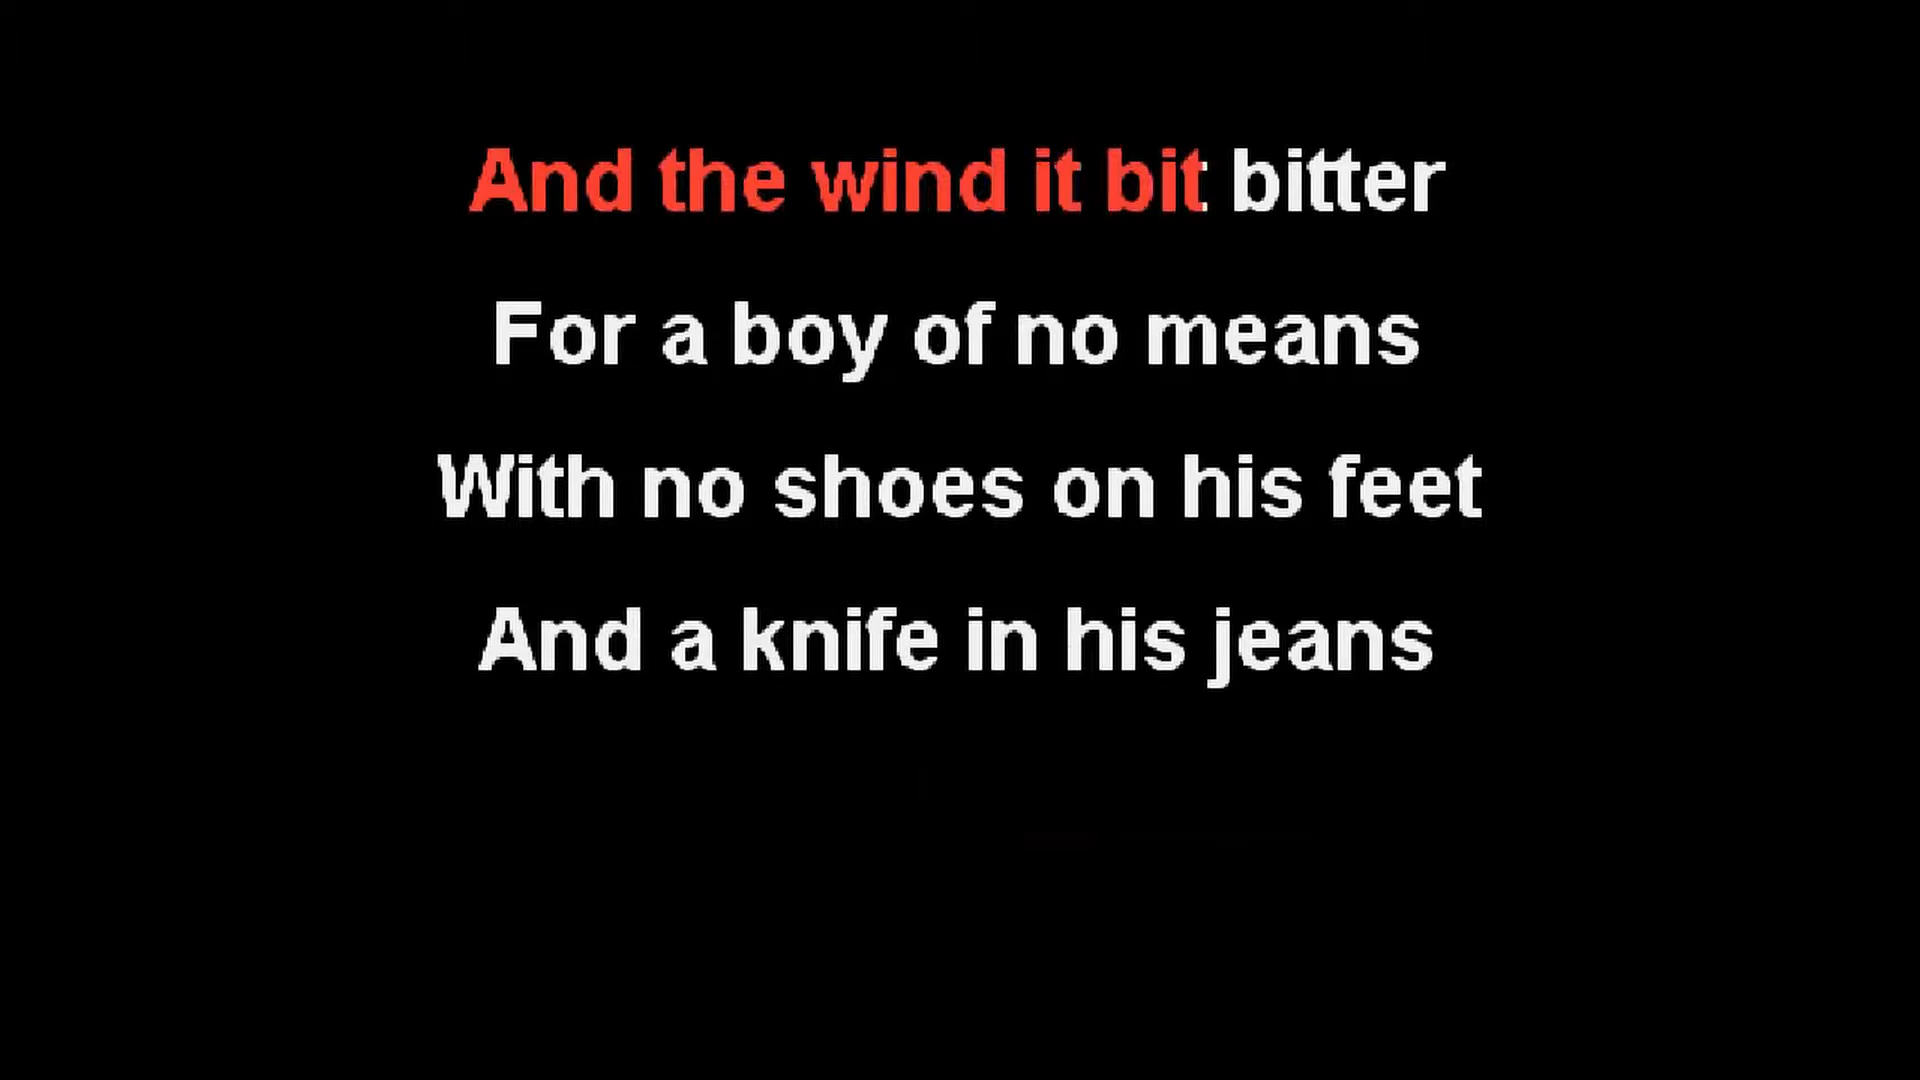 And the wind it bit bitter
For a boy of no means
With no shoes on his feet
And a knife in his jeans